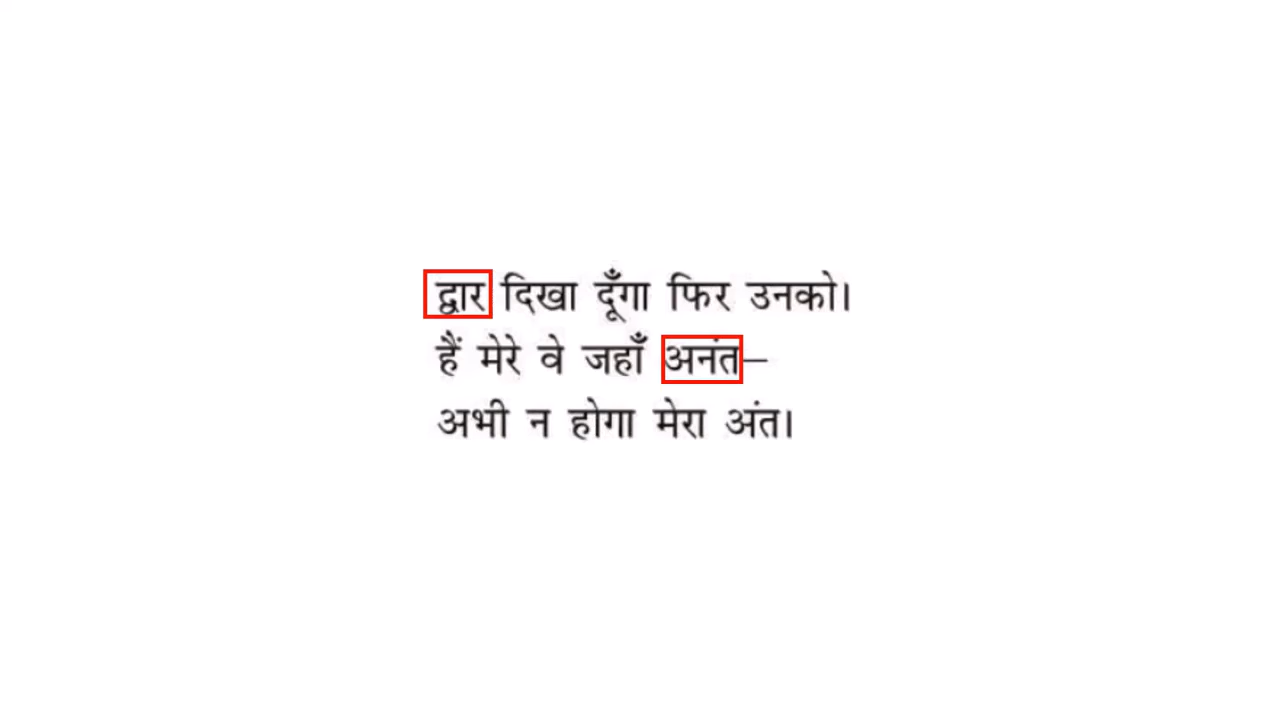 द्वार दिखा दूँगा फिर उनको।
हैं मेरे वे जहाँ अनंत–
अभी न होगा मेरा अंत।